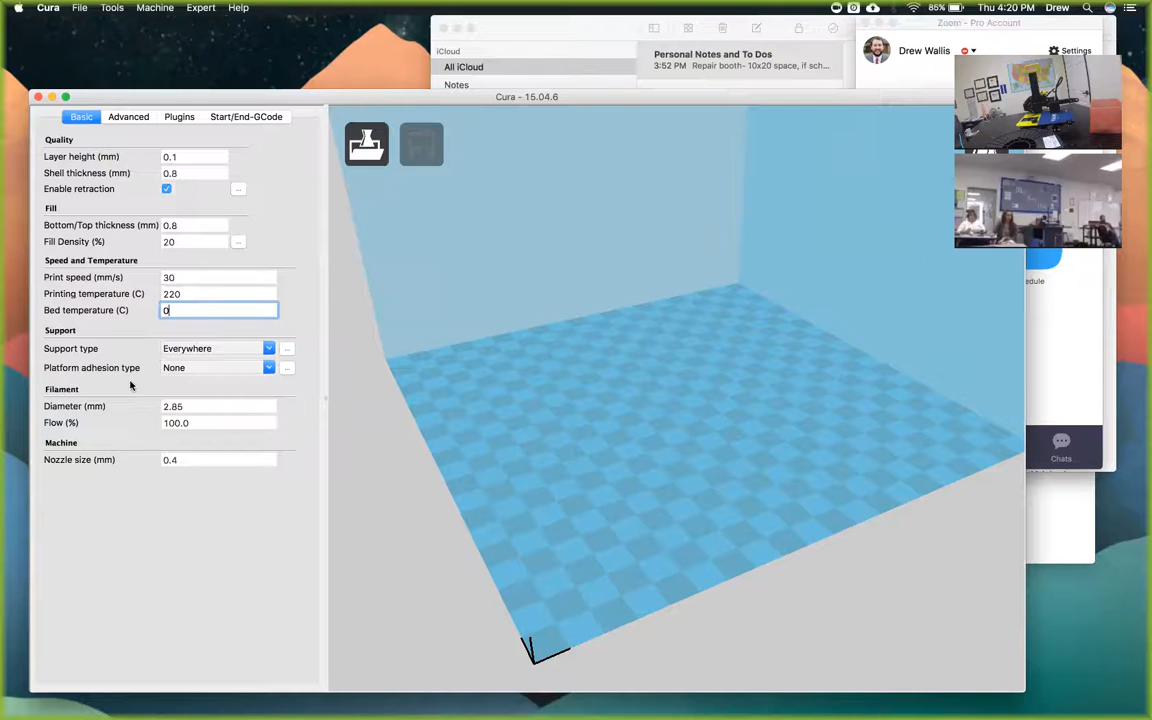 Cura File Tools Machine Expert Help
85% Thu 4:20 PM Drew
Zoom - Pro Account
iCloud
All iCloud
Notes
Personal Notes and To Dos
3:52 PM Repair booth- 10x20 space, if sch...
Drew Wallis
Settings
Cura - 15.04.6
Basic Advanced Plugins Start/End-GCode
Quality
Layer height (mm) 0.1
Shell thickness (mm) 0.8
Enable retraction ...
Fill
Bottom/Top thickness (mm) 0.8
Fill Density (%) 20 ...
Speed and Temperature
Print speed (mm/s) 30
Printing temperature (C) 220
Bed temperature (C) 0
Support
Support type Everywhere ...
Platform adhesion type None ...
Filament
Diameter (mm) 2.85
Flow (%) 100.0
Machine
Nozzle size (mm) 0.4
edule
Chats